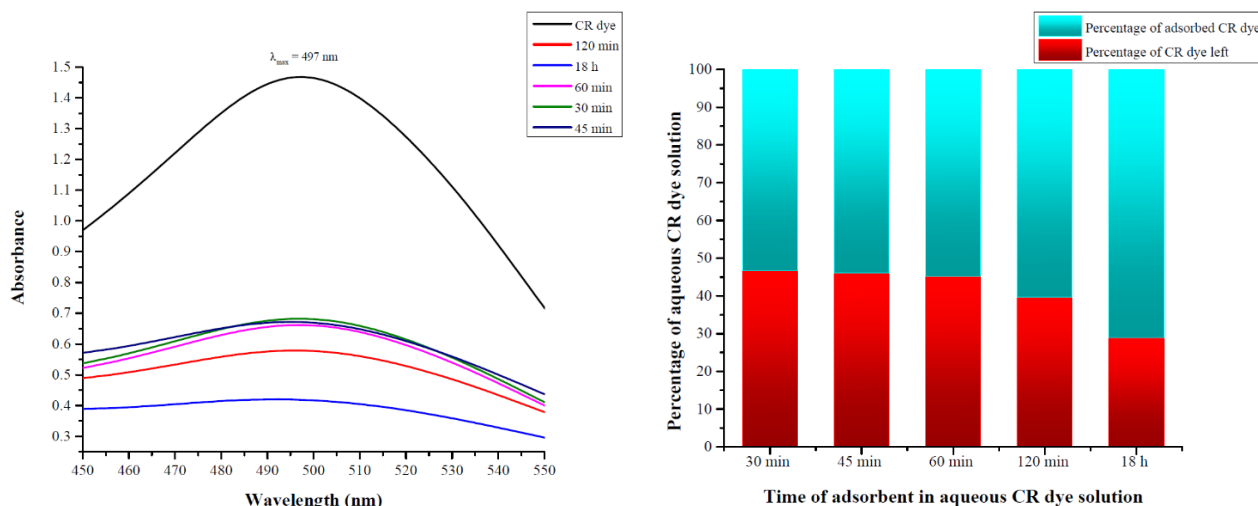 CR dye
120 min
18 h
60 min
30 min
45 min
λmax = 497 nm
1.5
1.4
1.3
1.2
1.1
1.0
0.9
0.8
0.7
0.6
0.5
0.4
0.3
Absorbance
450 460 470 480 490 500 510 520 530 540 550
Wavelength (nm)
Percentage of adsorbed CR dye
Percentage of CR dye left
100
90
80
70
60
50
40
30
20
10
0
Percentage of aqueous CR dye solution
30 min 45 min 60 min 120 min 18 h
Time of adsorbent in aqueous CR dye solution